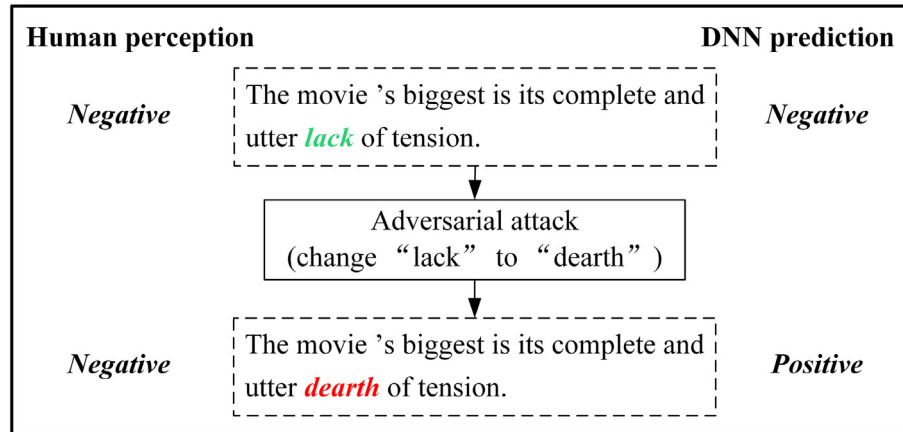 Human perception DNN prediction
The movie ’s biggest is its complete and
Negative utter lack of tension. Negative
Adversarial attack
(change “lack” to “dearth”)
The movie ’s biggest is its complete and
Negative utter dearth of tension. Positive